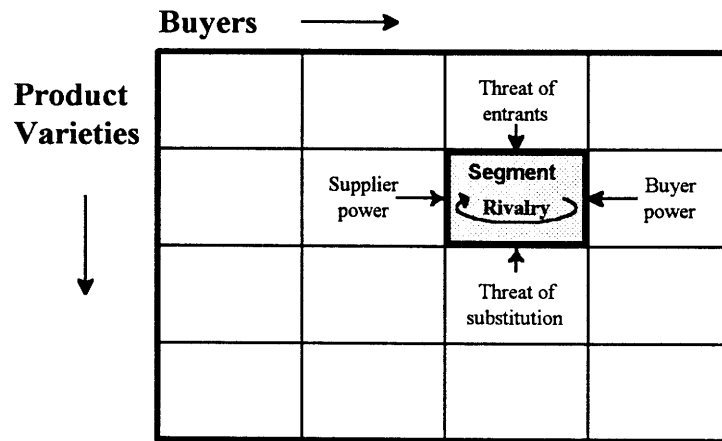 Buyers
Product
Varieties
Threat of
entrants
Supplier
power
Segment
Rivalry
Buyer
power
Threat of
substitution